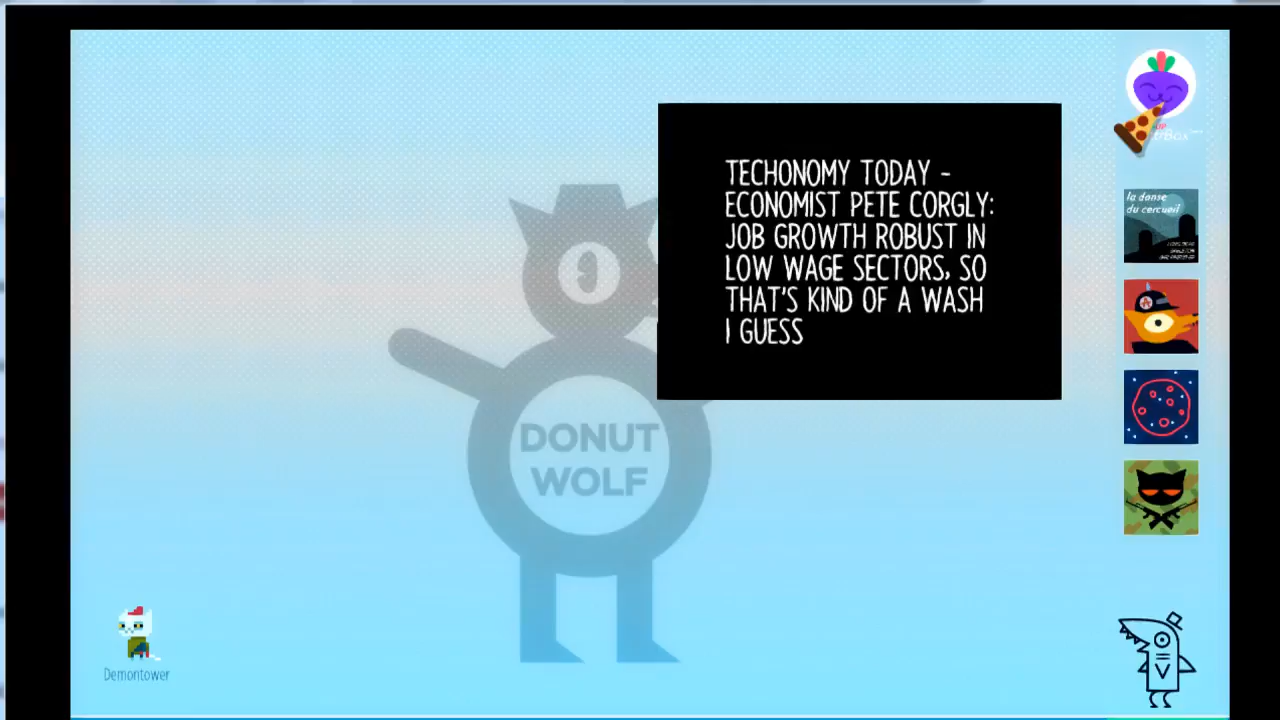 TECHONOMY TODAY -
ECONOMIST PETE CORGLY:
JOB GROWTH ROBUST IN
LOW WAGE SECTORS, SO
THAT'S KIND OF A WASH
I GUESS
la danse
du cercueil
DONUT
WOLF
Demontower